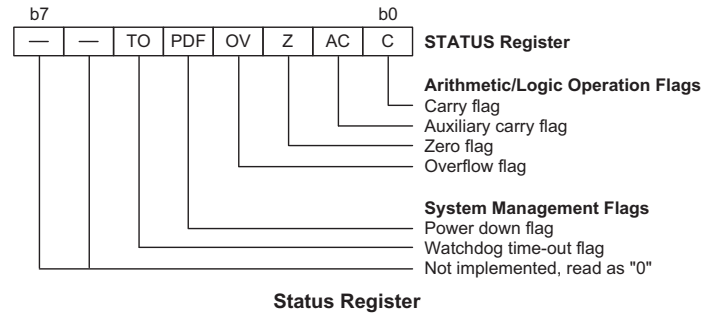 b7 b0
— — TO PDF OV Z AC C STATUS Register
Arithmetic/Logic Operation Flags
Carry flag
Auxiliary carry flag
Zero flag
Overflow flag
System Management Flags
Power down flag
Watchdog time-out flag
Not implemented, read as "0"
Status Register